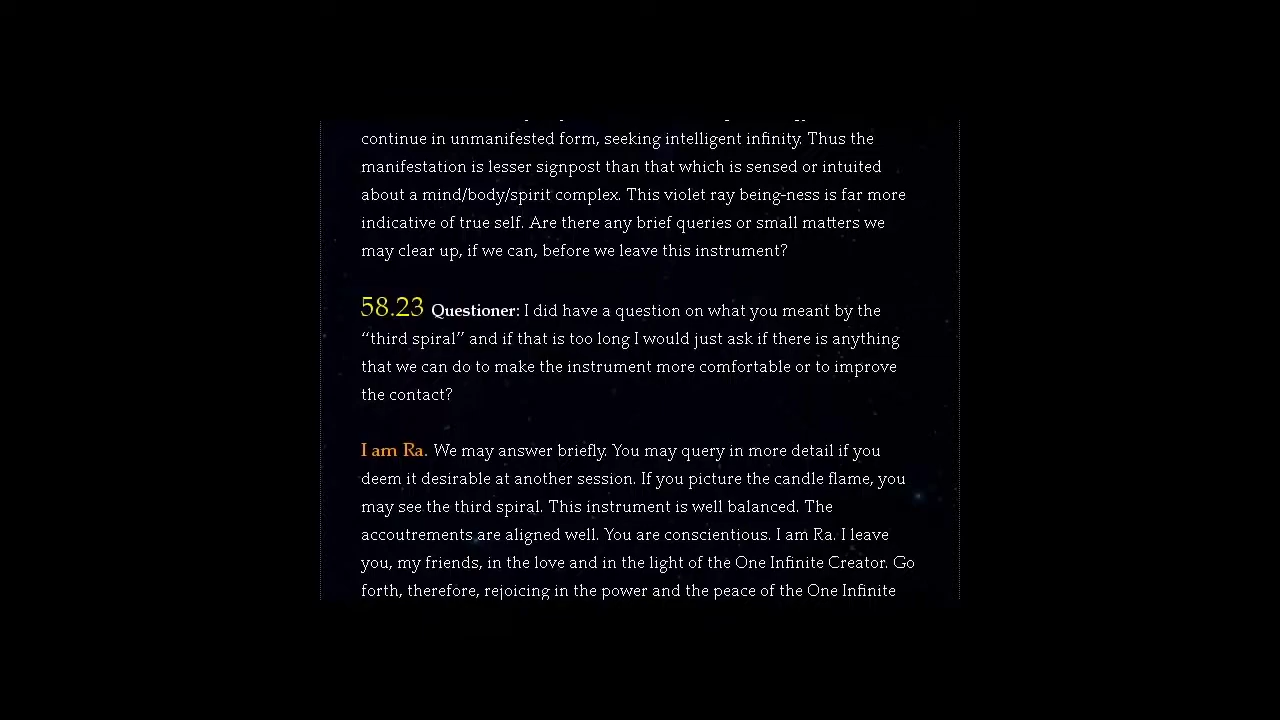 continue in unmanifested form, seeking intelligent infinity. Thus the
manifestation is lesser signpost than that which is sensed or intuited
about a mind/body/spirit complex. This violet ray being-ness is far more
indicative of true self. Are there any brief queries or small matters we
may clear up, if we can, before we leave this instrument?
58.23 Questioner: I did have a question on what you meant by the
“third spiral” and if that is too long I would just ask if there is anything
that we can do to make the instrument more comfortable or to improve
the contact?
I am Ra. We may answer briefly. You may query in more detail if you
deem it desirable at another session. If you picture the candle flame, you
may see the third spiral. This instrument is well balanced. The
accoutrements are aligned well. You are conscientious. I am Ra. I leave
you, my friends, in the love and in the light of the One Infinite Creator. Go
forth, therefore, rejoicing in the power and the peace of the One Infinite